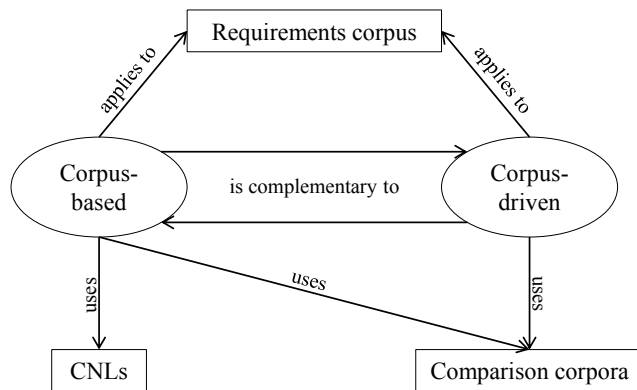 Requirements corpus
applies to
applies to
Corpus-
based
is complementary to
Corpus-
driven
uses
uses
uses
CNLs
Comparison corpora